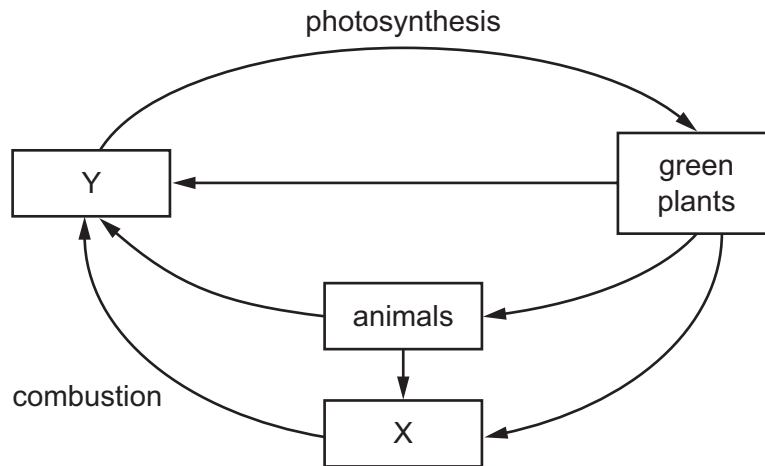 photosynthesis
Y
green
plants
animals
combustion
X